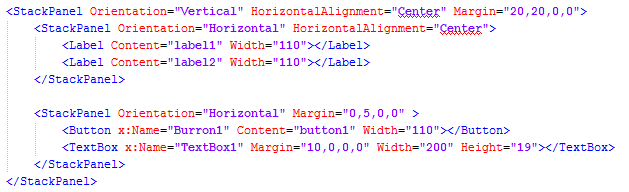 <StackPanel Orientation="Vertical" HorizontalAlignment="Center" Margin="20,20,0,0">
<StackPanel Orientation="Horizontal" HorizontalAlignment="Center">
<Label Content="label1" Width="110"></Label>
<Label Content="label2" Width="110"></Label>
</StackPanel>
<StackPanel Orientation="Horizontal" Margin="0,5,0,0" >
<Button x:Name="Burron1" Content="button1" Width="110"></Button>
<TextBox x:Name="TextBox1" Margin="10,0,0,0" Width="200" Height="19"></TextBox>
</StackPanel>
</StackPanel>